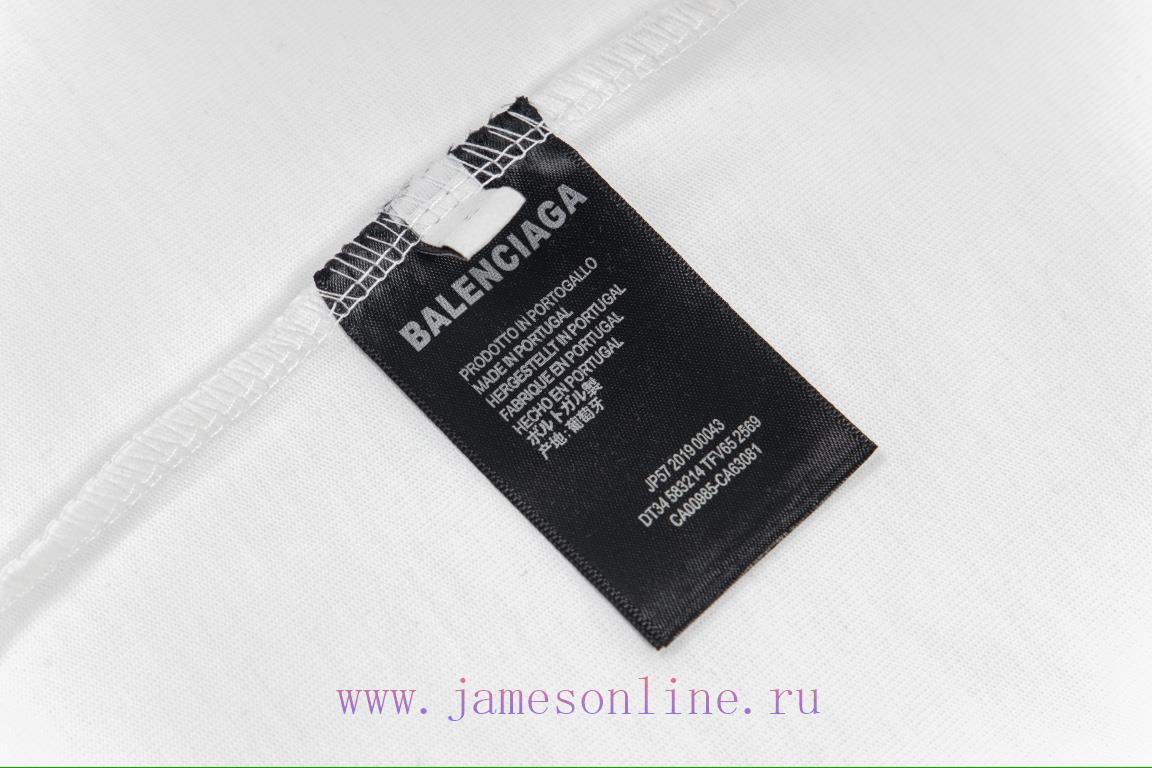 BALENCIAGA
PRODOTTO IN PORTOGALLO
MADE IN PORTUGAL
HERGESTELLT IN PORTUGAL
FABRIQUE EN PORTUGAL
HECHO EN PORTUGAL
ポルトガル製
产地:葡萄牙
JP57 2019 00043
DT34 583214 TFV65 2569
CA00985-CA63081
www.jamesonline.ru